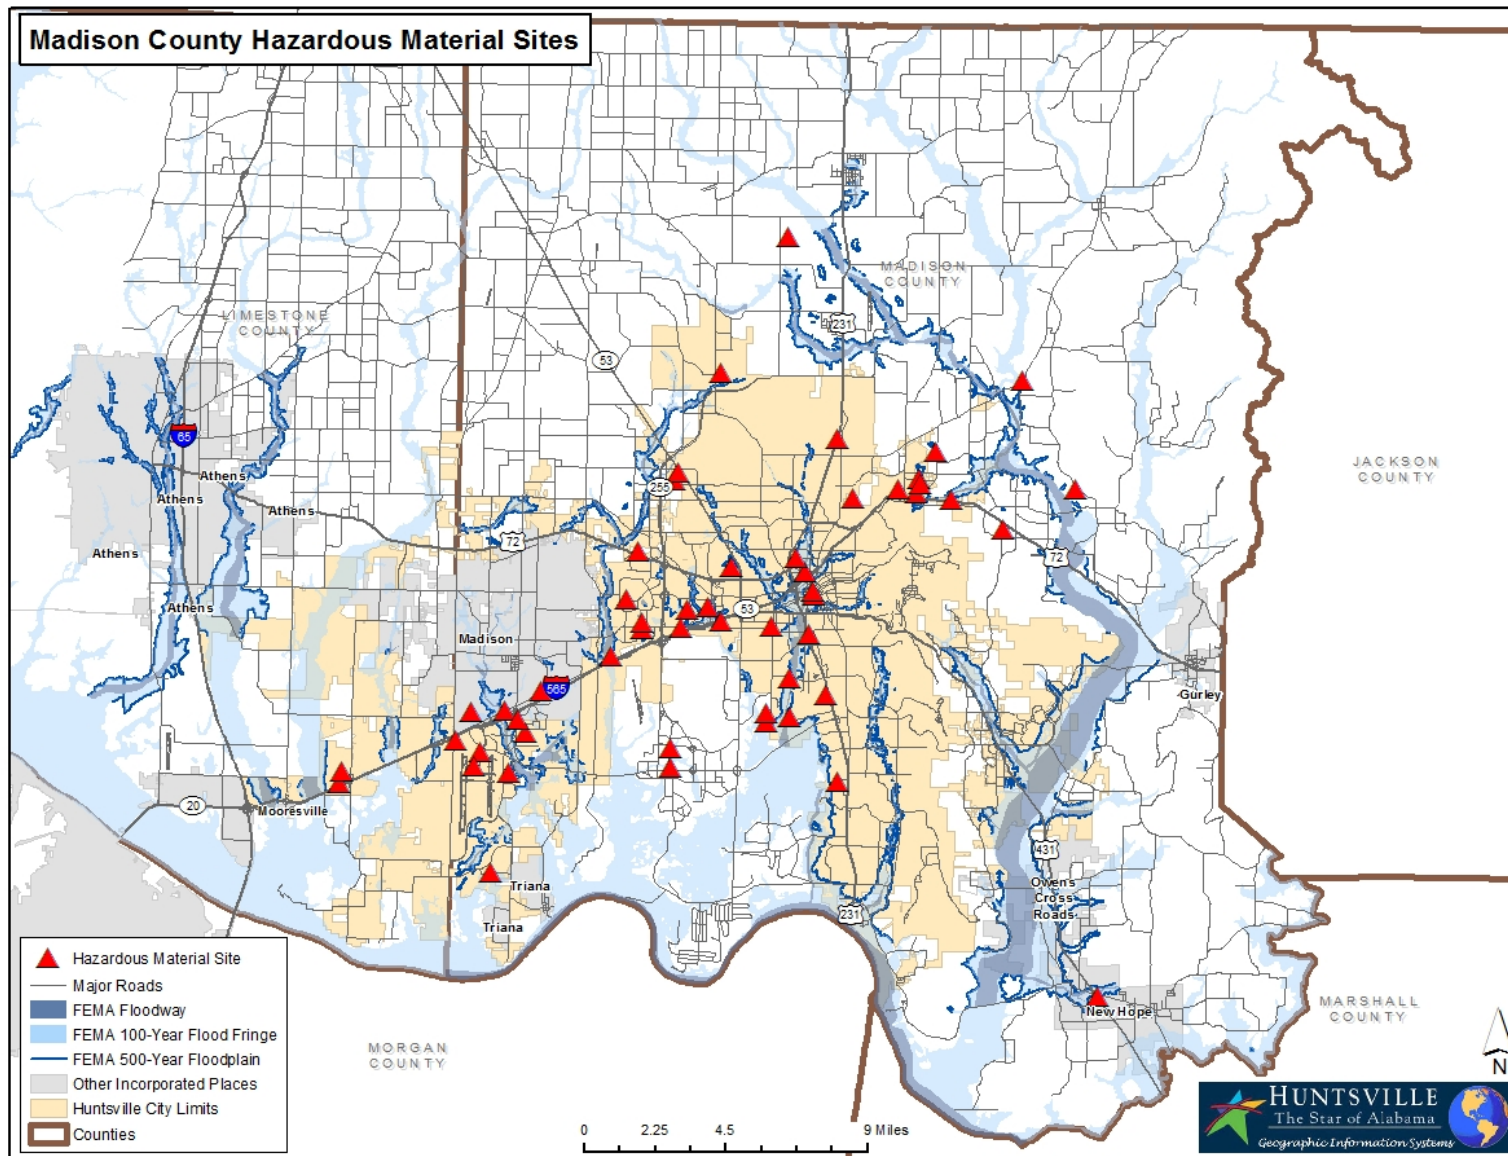 Madison County Hazardous Material Sites
MADISON
COUNTY
LIMESTONE
COUNTY
231
53
65
JACKSON
COUNTY
Athens
Athens
255
Athens
72
Athens
72
Athens
53
Madison
565
Gurley
20
Mooresville
431
Owens
Cross
Roads
Triana
231
Triana
New Hope
MARSHALL
COUNTY
MORGAN
COUNTY
Hazardous Material Site
Major Roads
FEMA Floodway
FEMA 100-Year Flood Fringe
FEMA 500-Year Floodplain
Other Incorporated Places
Huntsville City Limits
Counties
0 2.25 4.5 9 Miles
N
HUNTSVILLE
The Star of Alabama
Geographic Information Systems